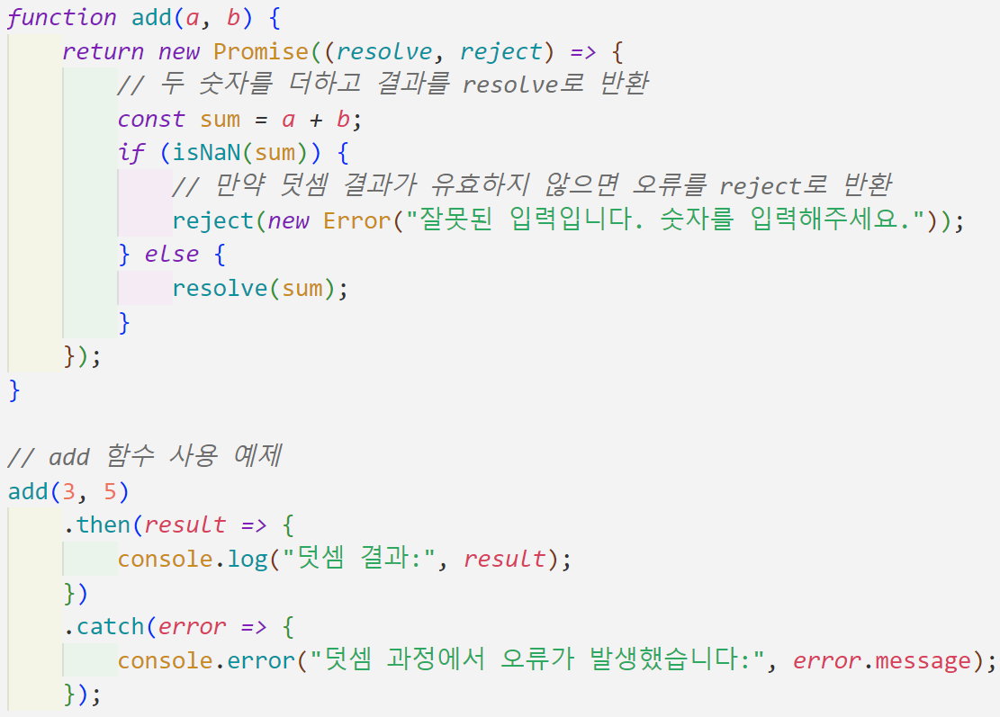 function add(a, b) {
    return new Promise((resolve, reject) => {
        // 두 숫자를 더하고 결과를 resolve로 반환
        const sum = a + b;
        if (isNaN(sum)) {
            // 만약 덧셈 결과가 유효하지 않으면 오류를 reject로 반환
            reject(new Error("잘못된 입력입니다. 숫자를 입력해주세요."));
        } else {
            resolve(sum);
        }
    });
}

// add 함수 사용 예제
add(3, 5)
    .then(result => {
        console.log("덧셈 결과:", result);
    })
    .catch(error => {
        console.error("덧셈 과정에서 오류가 발생했습니다:", error.message);
    });